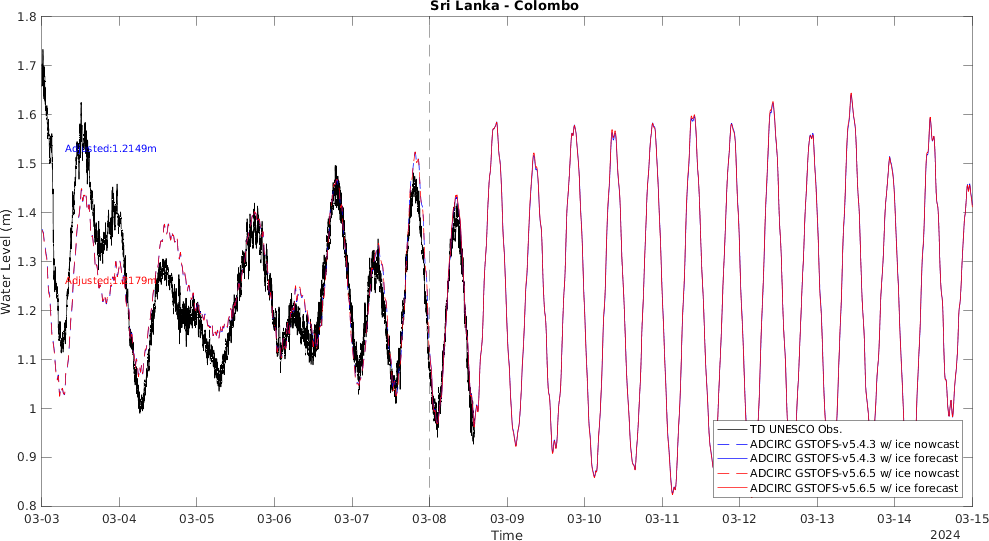 Sri Lanka - Colombo
1.8
1.7
1.6
1.5
1.4
1.3
1.2
1.1
1
0.9
0.8
Water Level (m)
Adjusted:1.2149m
Adjusted:1.2179m
TD UNESCO Obs.
ADCIRC GSTOFS-v5.4.3 w/ ice nowcast
ADCIRC GSTOFS-v5.4.3 w/ ice forecast
ADCIRC GSTOFS-v5.6.5 w/ ice nowcast
ADCIRC GSTOFS-v5.6.5 w/ ice forecast
03-03 03-04 03-05 03-06 03-07 03-08 03-09 03-10 03-11 03-12 03-13 03-14 03-15
Time
2024